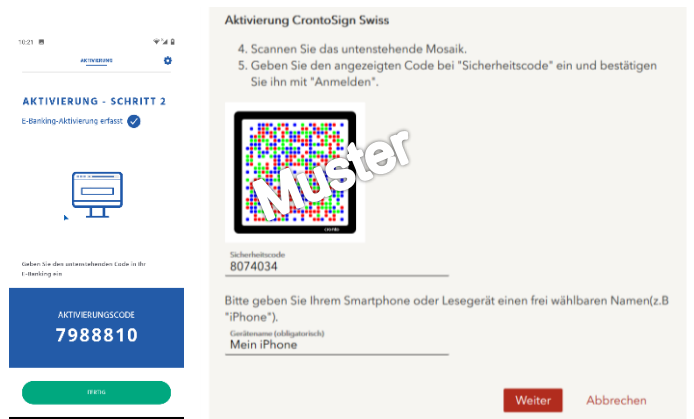 10:21
AKTIVIERUNG
AKTIVIERUNG - SCHRITT 2
E-Banking-Aktivierung erfasst
Geben Sie den untenstehenden Code in Ihr
E-Banking ein
AKTIVIERUNGSCODE
7988810
FERTIG
Aktivierung CrontoSign Swiss
4. Scannen Sie das untenstehende Mosaik.
5. Geben Sie den angezeigten Code bei "Sicherheitscode" ein und bestätigen
Sie ihn mit "Anmelden".
Muster
cronto
Sicherheitscode
8074034
Bitte geben Sie Ihrem Smartphone oder Lesegerät einen frei wählbaren Namen(z.B
"iPhone").
Gerätename (obligatorisch)
Mein iPhone
Weiter
Abbrechen